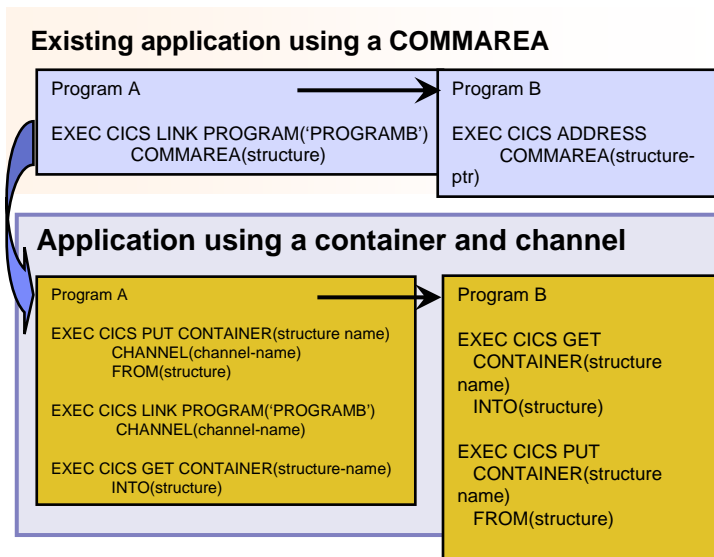 Existing application using a COMMAREA
Program A
EXEC CICS LINK PROGRAM(‘PROGRAMB’)
COMMAREA(structure)
Program B
EXEC CICS ADDRESS
COMMAREA(structure-
ptr)
Application using a container and channel
Program A
EXEC CICS PUT CONTAINER(structure name)
CHANNEL(channel-name)
FROM(structure)
EXEC CICS LINK PROGRAM(‘PROGRAMB’)
CHANNEL(channel-name)
EXEC CICS GET CONTAINER(structure-name)
INTO(structure)
Program B
EXEC CICS GET
CONTAINER(structure
name)
INTO(structure)
EXEC CICS PUT
CONTAINER(structure
name)
FROM(structure)